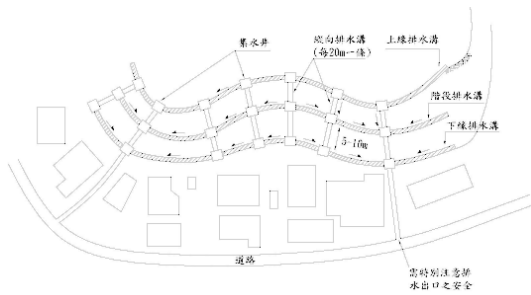 集水井
縱向排水溝
(每20m一條)
上緣排水溝
階段排水溝
下緣排水溝
5-10m
道路
需特別注意排
水出口之安全